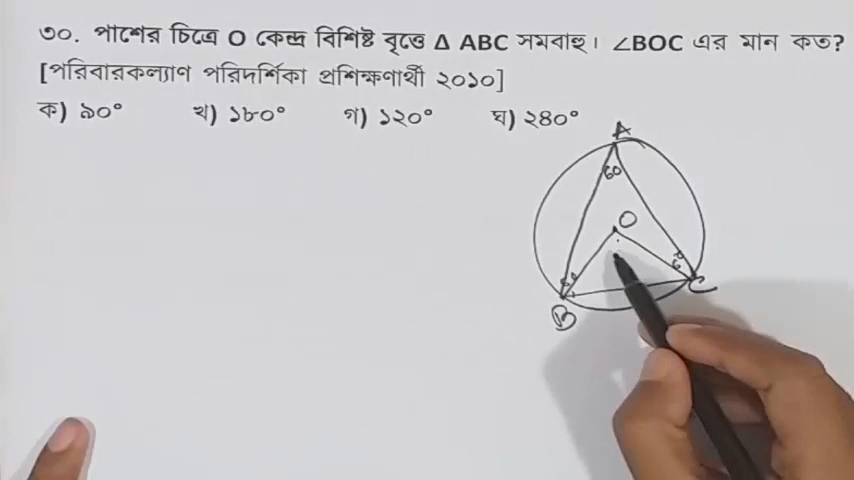 ৩০. পাশের চিত্রে O কেন্দ্র বিশিষ্ট বৃত্তে Δ ABC সমবাহু। ∠BOC এর মান কত?
[পরিবারকল্যাণ পরিদর্শিকা প্রশিক্ষণার্থী ২০১০]
ক) ৯০° খ) ১৮০° গ) ১২০° ঘ) ২৪০°
A
60
O
C
B